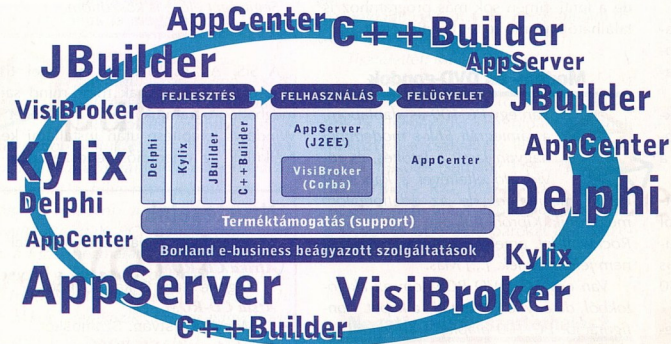 AppCenter
C++Builder
JBuilder
AppServer
VisiBroker
JBuilder
FEJLESZTÉS
FELHASZNÁLÁS
FELÜGYELET
Kylix
AppCenter
Delphi
Kylix
JBuilder
C++Builder
AppServer
(J2EE)
VisiBroker
(Corba)
AppCenter
Delphi
Delphi
Terméktámogatás (support)
AppCenter
Borland e-business beágyazott szolgáltatások
Kylix
AppServer
VisiBroker
C++Builder